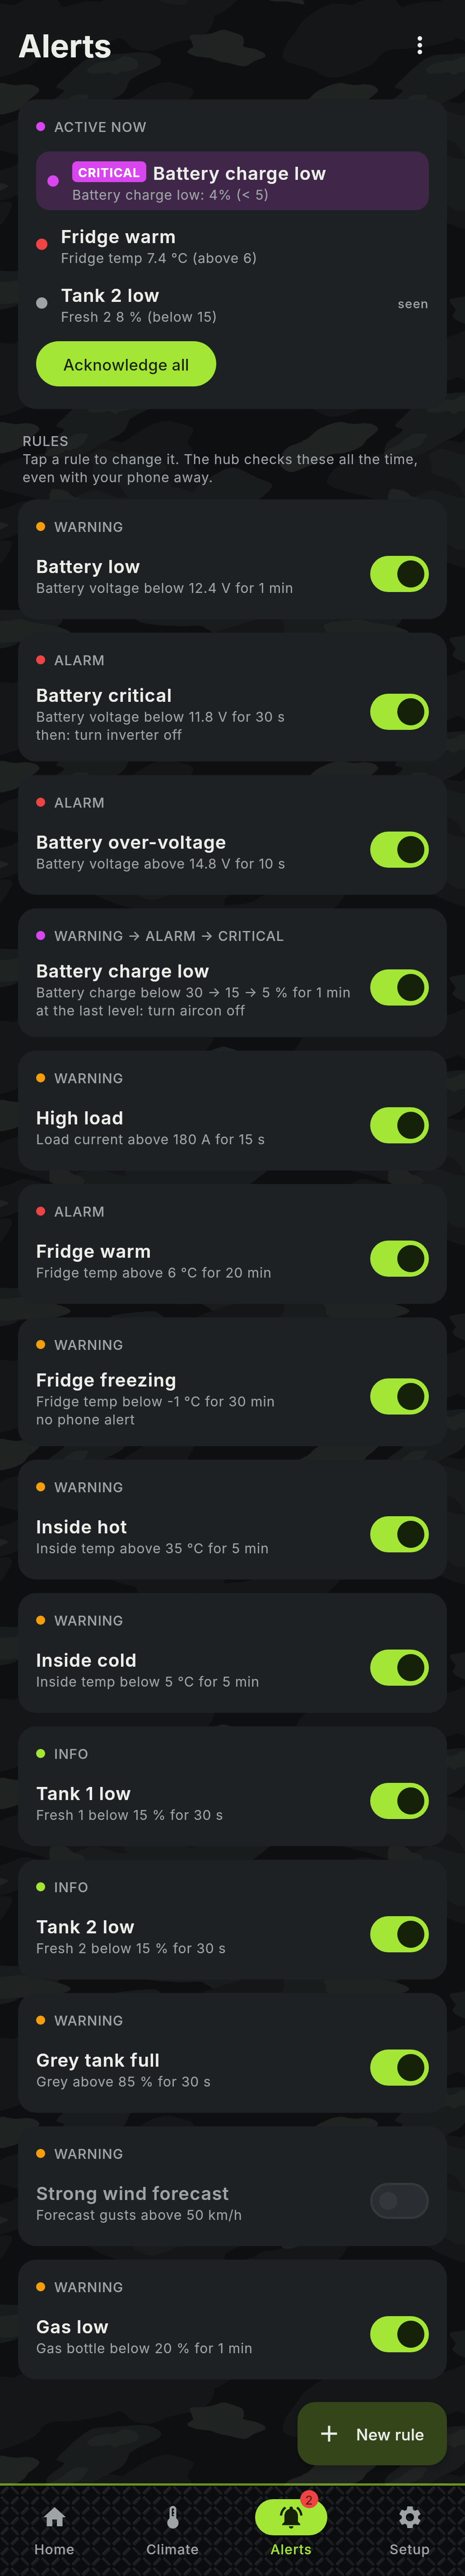 Alerts
ACTIVE NOW
CRITICAL Battery charge low
Battery charge low: 4% (< 5)
Fridge warm
Fridge temp 7.4 °C (above 6)
Tank 2 low
Fresh 2 8 % (below 15)
seen
Acknowledge all
RULES
Tap a rule to change it. The hub checks these all the time,
even with your phone away.
WARNING
Battery low
Battery voltage below 12.4 V for 1 min
ALARM
Battery critical
Battery voltage below 11.8 V for 30 s
then: turn inverter off
ALARM
Battery over-voltage
Battery voltage above 14.8 V for 10 s
WARNING → ALARM → CRITICAL
Battery charge low
Battery charge below 30 → 15 → 5 % for 1 min
at the last level: turn aircon off
WARNING
High load
Load current above 180 A for 15 s
ALARM
Fridge warm
Fridge temp above 6 °C for 20 min
WARNING
Fridge freezing
Fridge temp below -1 °C for 30 min
no phone alert
WARNING
Inside hot
Inside temp above 35 °C for 5 min
WARNING
Inside cold
Inside temp below 5 °C for 5 min
INFO
Tank 1 low
Fresh 1 below 15 % for 30 s
INFO
Tank 2 low
Fresh 2 below 15 % for 30 s
WARNING
Grey tank full
Grey above 85 % for 30 s
WARNING
Strong wind forecast
Forecast gusts above 50 km/h
WARNING
Gas low
Gas bottle below 20 % for 1 min
+ New rule
2
Home
Climate
Alerts
Setup